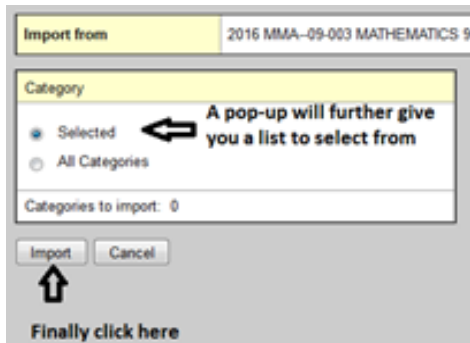 Import from 2016 MMA--09-003 MATHEMATICS 9
Category
A pop-up will further give
Selected you a list to select from
All Categories
Categories to import: 0
Import Cancel
Finally click here